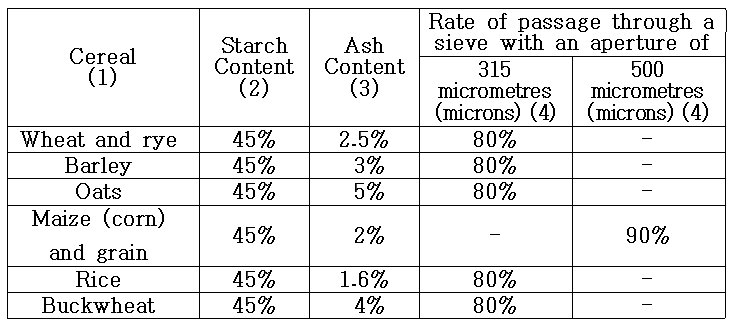 Cereal
(1)
Starch
Content
(2)
Ash
Content
(3)
Rate of passage through a
sieve with an aperture of
315
micrometres
(microns) (4)
500
micrometres
(microns) (4)
Wheat and rye 45% 2.5% 80% -
Barley 45% 3% 80% -
Oats 45% 5% 80% -
Maize (corn)
and grain 45% 2% - 90%
Rice 45% 1.6% 80% -
Buckwheat 45% 4% 80% -